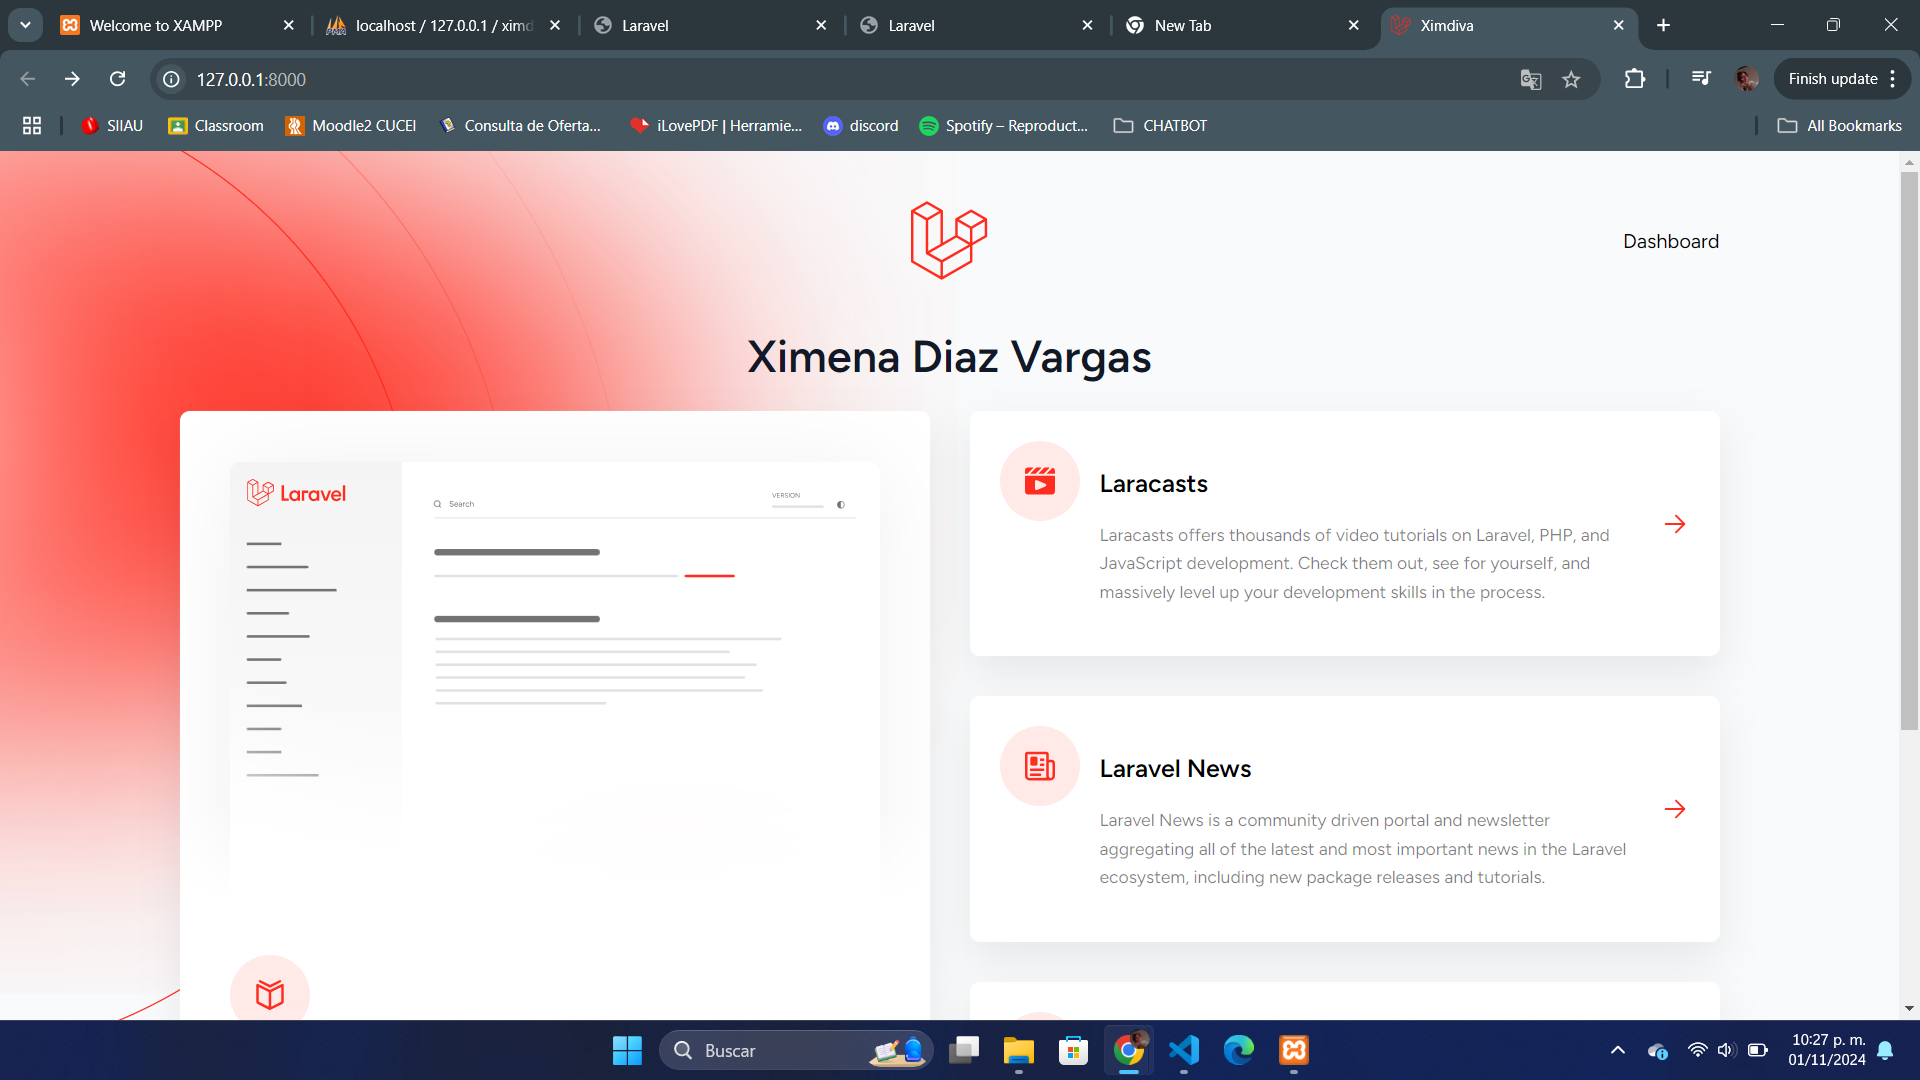 Welcome to XAMPP
localhost / 127.0.0.1 / ximd
Laravel
Laravel
New Tab
Ximdiva
127.0.0.1:8000
Finish update
SIIAU
Classroom
Moodle2 CUCEI
Consulta de Oferta...
iLovePDF | Herramie...
discord
Spotify – Reproduct...
CHATBOT
All Bookmarks
Dashboard
Ximena Diaz Vargas
Laravel
Search
VERSION
Laracasts
Laracasts offers thousands of video tutorials on Laravel, PHP, and
JavaScript development. Check them out, see for yourself, and
massively level up your development skills in the process.
Laravel News
Laravel News is a community driven portal and newsletter
aggregating all of the latest and most important news in the Laravel
ecosystem, including new package releases and tutorials.
Buscar
10:27 p. m.
01/11/2024